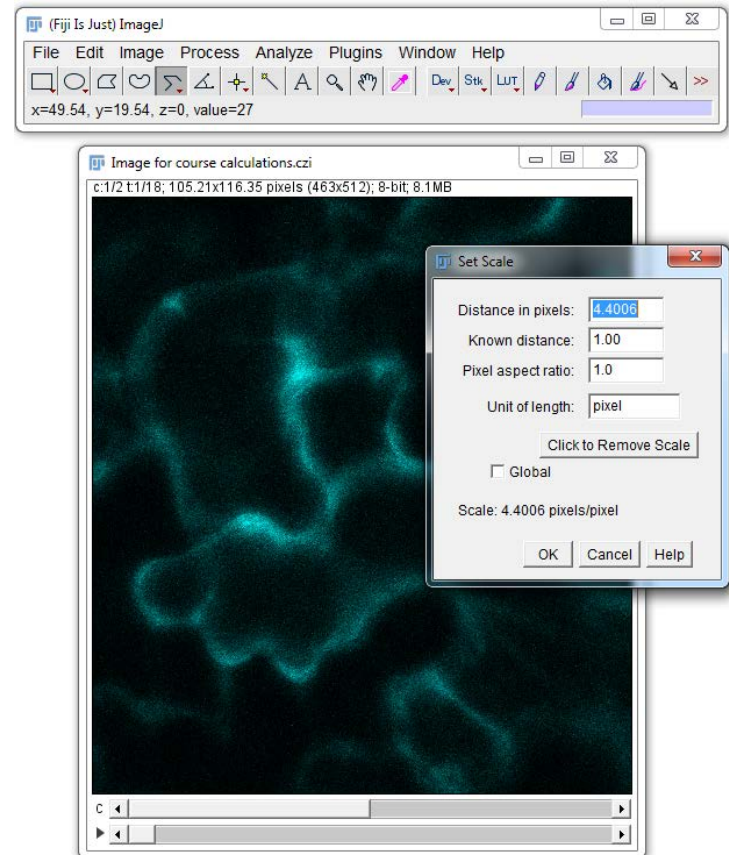 (Fiji Is Just) ImageJ
File Edit Image Process Analyze Plugins Window Help
A Dev Stk LUT >>
x=49.54, y=19.54, z=0, value=27
Image for course calculations.czi
c:1/2 t:1/18; 105.21x116.35 pixels (463x512); 8-bit; 8.1MB
Set Scale
Distance in pixels: 4.4006
Known distance: 1.00
Pixel aspect ratio: 1.0
Unit of length: pixel
Click to Remove Scale
Global
Scale: 4.4006 pixels/pixel
OK Cancel Help
c